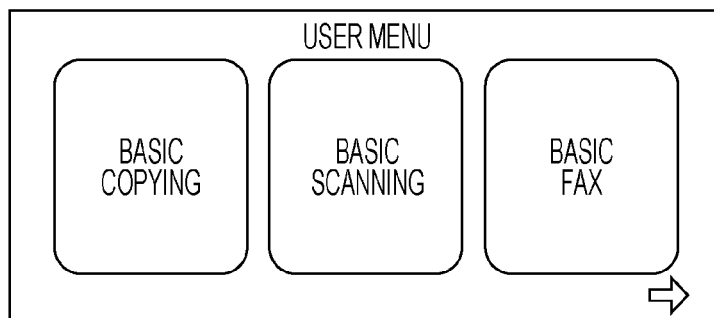 USER MENU
BASIC
COPYING
BASIC
SCANNING
BASIC
FAX